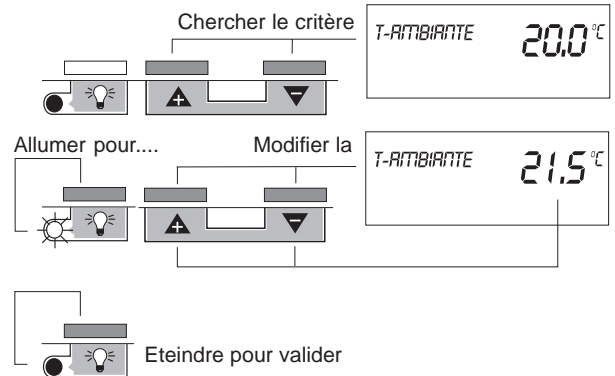 Chercher le critère
T-AMBIANTE 20.0 °C
+ −
Allumer pour.... Modifier la
T-AMBIANTE 21.5 °C
+ −
Eteindre pour valider